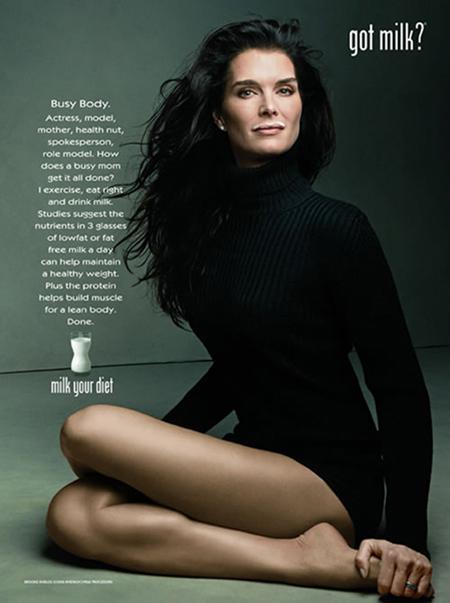 got milk?®
Busy Body.
Actress, model,
mother, health nut,
spokesperson,
role model. How
does a busy mom
get it all done?
I exercise, eat right
and drink milk.
Studies suggest the
nutrients in 3 glasses
of lowfat or fat
free milk a day
can help maintain
a healthy weight.
Plus the protein
helps build muscle
for a lean body.
Done.
milk your diet